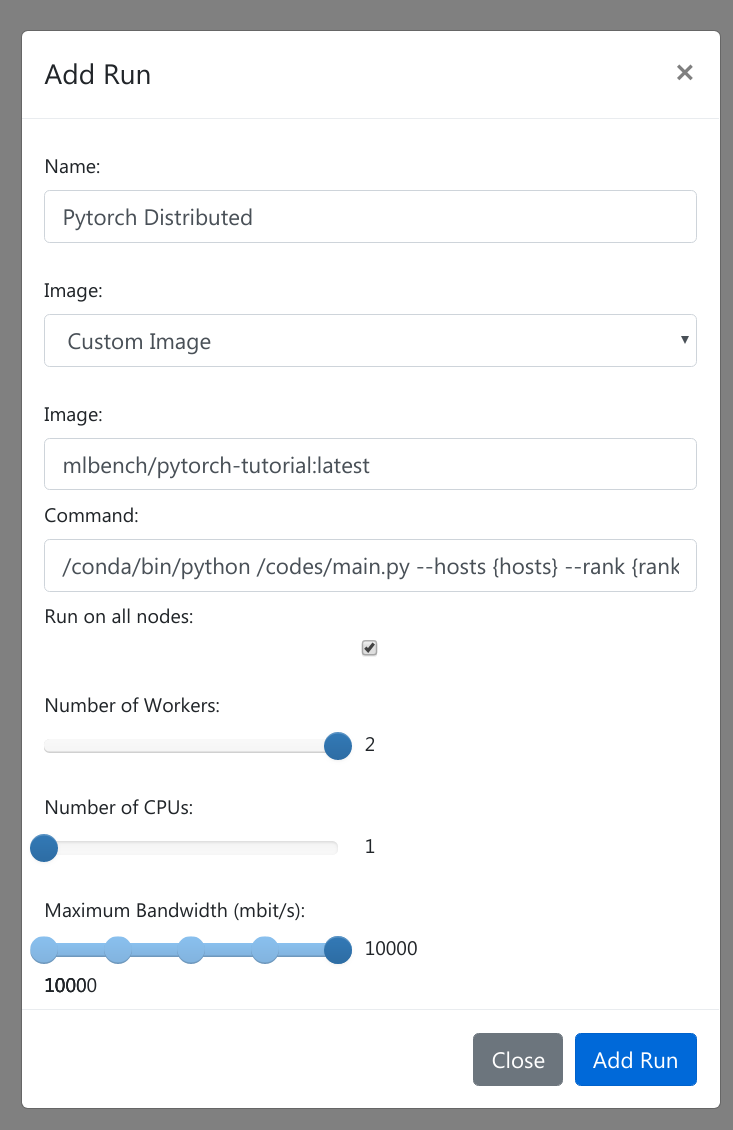 Add Run ×
Name:
Pytorch Distributed
Image:
Custom Image
Image:
mlbench/pytorch-tutorial:latest
Command:
/conda/bin/python /codes/main.py --hosts {hosts} --rank {rank
Run on all nodes:
Number of Workers:
2
Number of CPUs:
1
Maximum Bandwidth (mbit/s):
10000
10000
Close Add Run